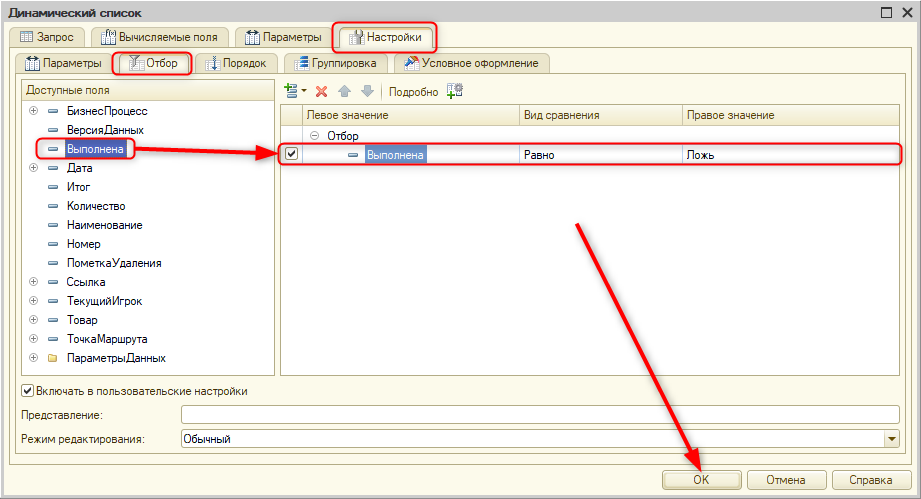 Динамический список
Запрос Вычисляемые поля Параметры Настройки
Параметры Отбор Порядок Группировка Условное оформление
Доступные поля
БизнесПроцесс
ВерсияДанных
Выполнена
Дата
Итог
Количество
Наименование
Номер
ПометкаУдаления
Ссылка
ТекущийИгрок
Товар
ТочкаМаршрута
ПараметрыДанных
Подробно
Левое значение Вид сравнения Правое значение
Отбор
Выполнена Равно Ложь
Включать в пользовательские настройки
Представление:
Режим редактирования: Обычный
OK Отмена Справка